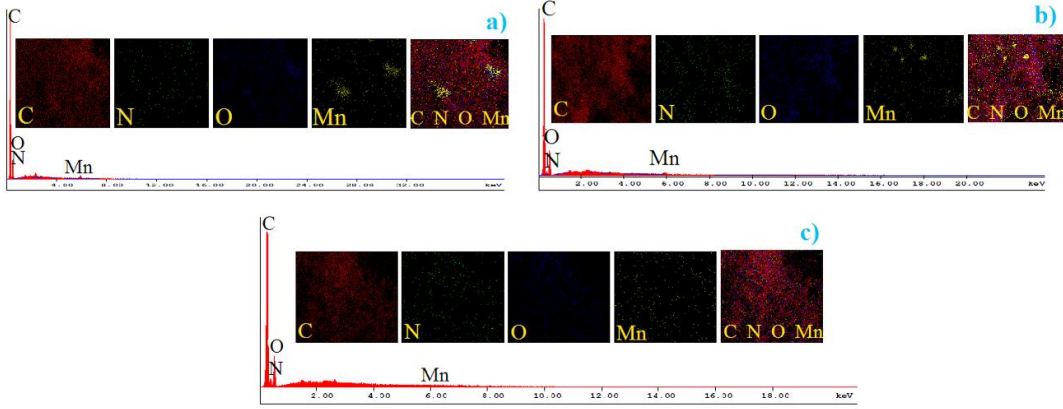 C
a)
O
N
Mn
C
N
O
Mn
C N O Mn
4.00 8.00 12.00 16.00 20.00 24.00 28.00 32.00 keV
C
b)
O
N
Mn
C
N
O
Mn
C N O Mn
2.00 4.00 6.00 8.00 10.00 12.00 14.00 16.00 18.00 20.00 keV
C
c)
O
N
Mn
C
N
O
Mn
C N O Mn
2.00 4.00 6.00 8.00 10.00 12.00 14.00 16.00 18.00 keV